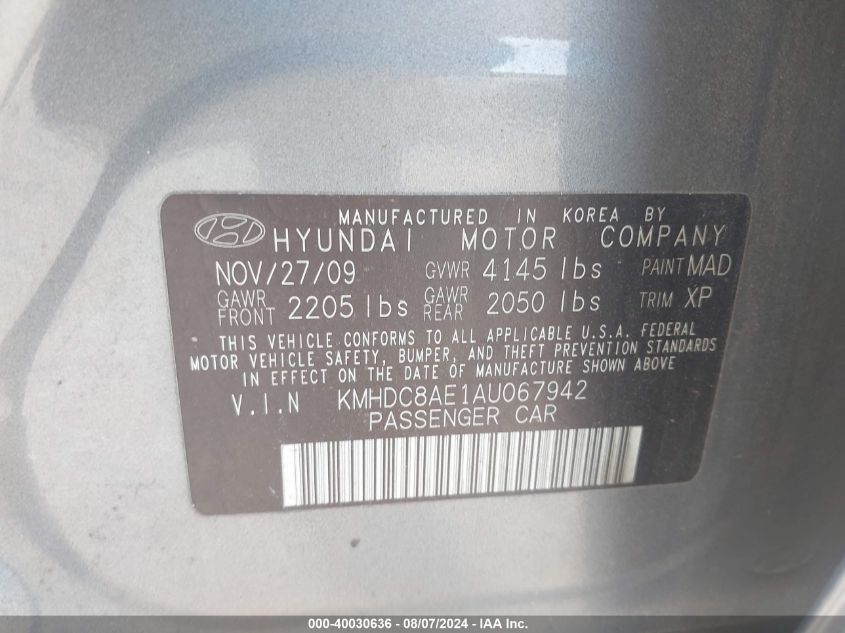 MANUFACTURED IN KOREA BY
HYUNDAI MOTOR COMPANY
NOV/27/09 GVWR 4145 lbs PAINT MAD
GAWR FRONT 2205 lbs GAWR REAR 2050 lbs TRIM XP
THIS VEHICLE CONFORMS TO ALL APPLICABLE U.S.A. FEDERAL
MOTOR VEHICLE SAFETY, BUMPER, AND THEFT PREVENTION STANDARDS
IN EFFECT ON THE DATE OF MANUFACTURE SHOWN ABOVE
V.I.N KMHDC8AE1AU067942
PASSENGER CAR
000-40030636 - 08/07/2024 - IAA Inc.